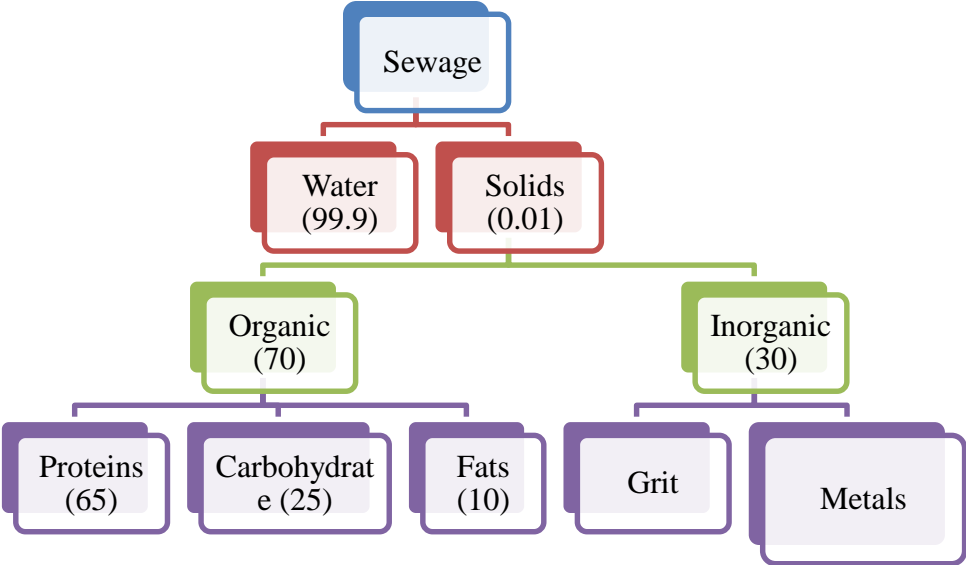 Sewage
Water
(99.9)
Solids
(0.01)
Organic
(70)
Inorganic
(30)
Proteins
(65)
Carbohydrat
e (25)
Fats
(10)
Grit
Metals